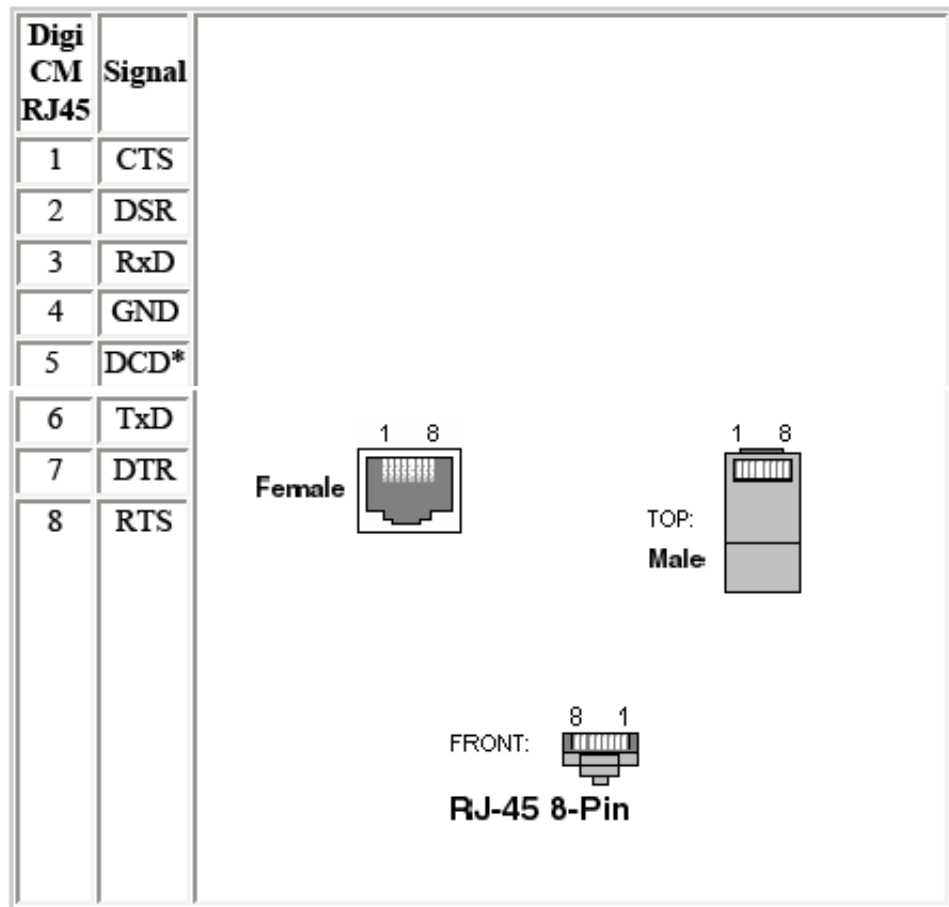 Digi
CM
RJ45
Signal
1 CTS
2 DSR
3 RxD
4 GND
5 DCD*
6 TxD
7 DTR
8 RTS
1 8
Female
1 8
TOP:
Male
8 1
FRONT:
RJ-45 8-Pin